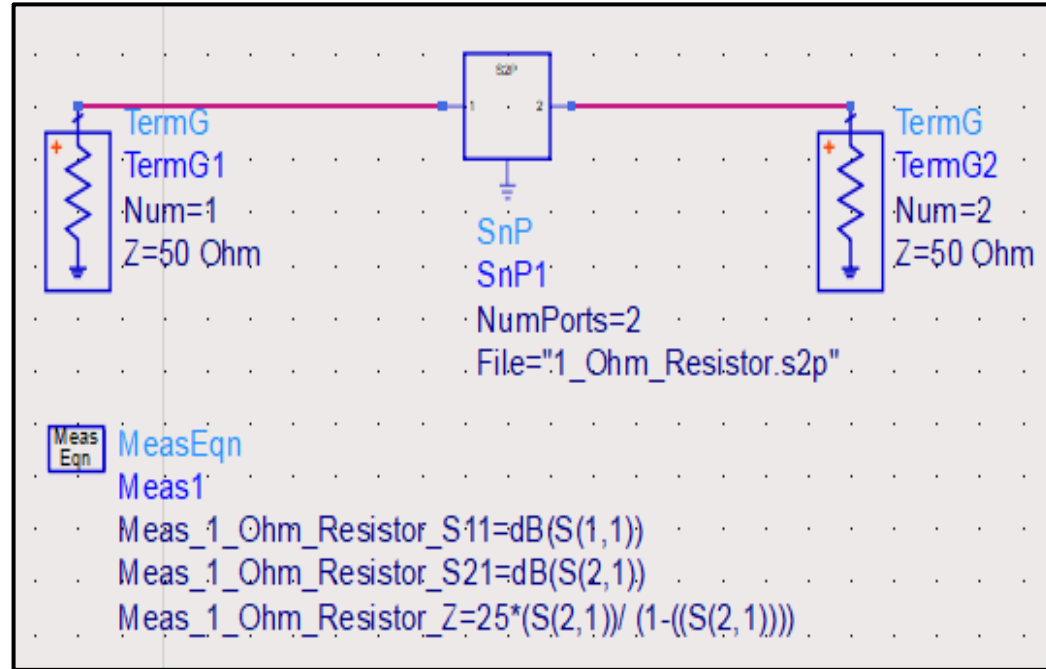 S2P
1
2
+
TermG
TermG1
Num=1
Z=50 Ohm
SnP
SnP1
NumPorts=2
File="1_Ohm_Resistor.s2p"
+
TermG
TermG2
Num=2
Z=50 Ohm
Meas
Eqn
MeasEqn
Meas1
Meas_1_Ohm_Resistor_S11=dB(S(1,1))
Meas_1_Ohm_Resistor_S21=dB(S(2,1))
Meas_1_Ohm_Resistor_Z=25*(S(2,1))/ (1-((S(2,1))))